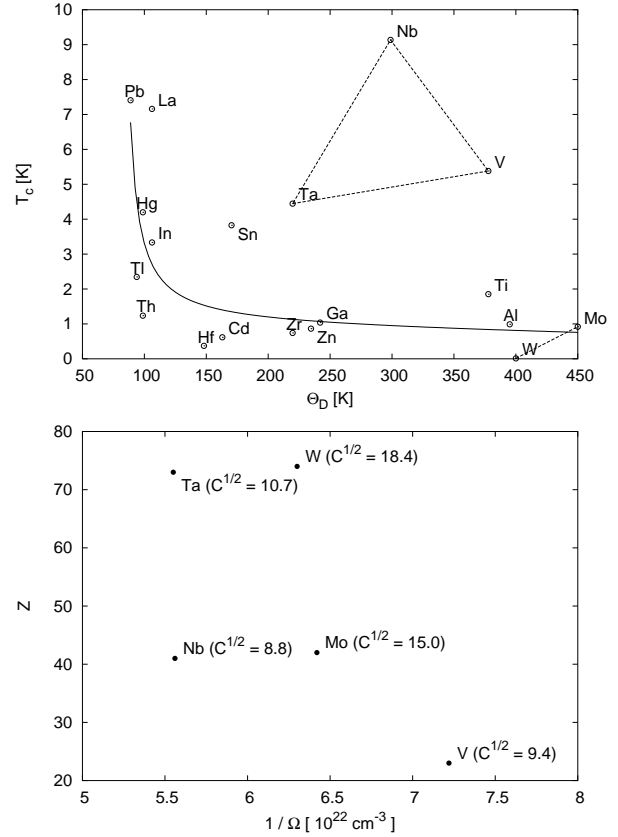 10
9
8
7
6
5
4
3
2
1
0
T_c [K]
50
100
150
200
250
300
350
400
450
Θ_D [K]
Nb
Pb
La
V
Ta
Hg
In
Sn
Tl
Ti
Th
Ga
Al
Mo
Hf
Cd
Zr
Zn
W
80
70
60
50
40
30
20
Z
W (C^1/2 = 18.4)
Ta (C^1/2 = 10.7)
Nb (C^1/2 = 8.8)
Mo (C^1/2 = 15.0)
V (C^1/2 = 9.4)
5
5.5
6
6.5
7
7.5
8
1 / Ω [ 10^22 cm^-3 ]